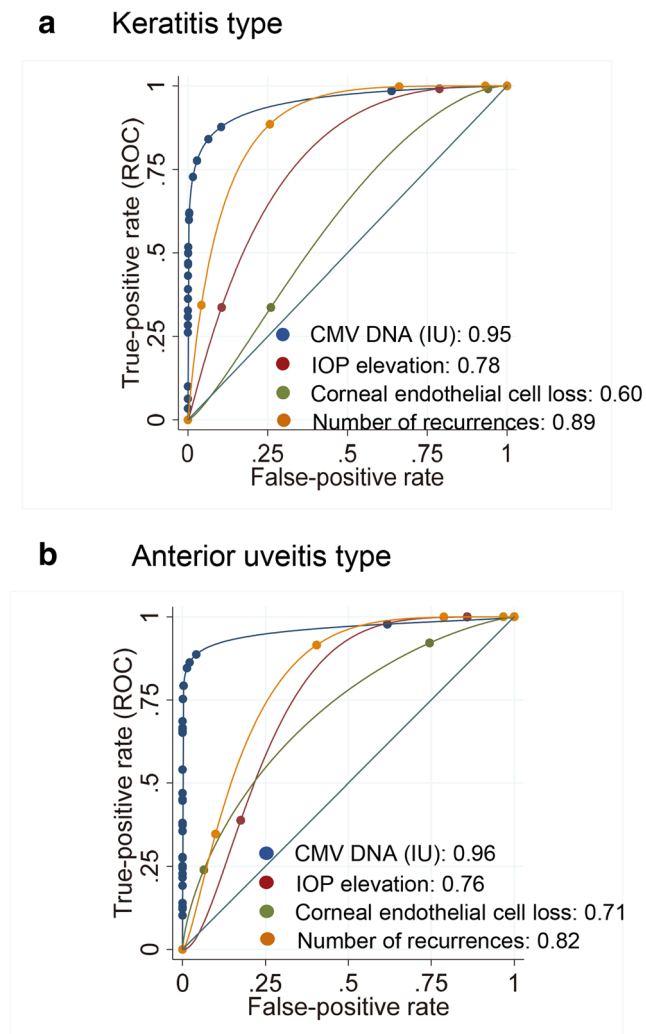 a Keratitis type
True-positive rate (ROC)
1
.75
.5
.25
0
CMV DNA (IU): 0.95
IOP elevation: 0.78
Corneal endothelial cell loss: 0.60
Number of recurrences: 0.89
0 .25 .5 .75 1
False-positive rate
b Anterior uveitis type
True-positive rate (ROC)
1
.75
.5
.25
0
CMV DNA (IU): 0.96
IOP elevation: 0.76
Corneal endothelial cell loss: 0.71
Number of recurrences: 0.82
0 .25 .5 .75 1
False-positive rate